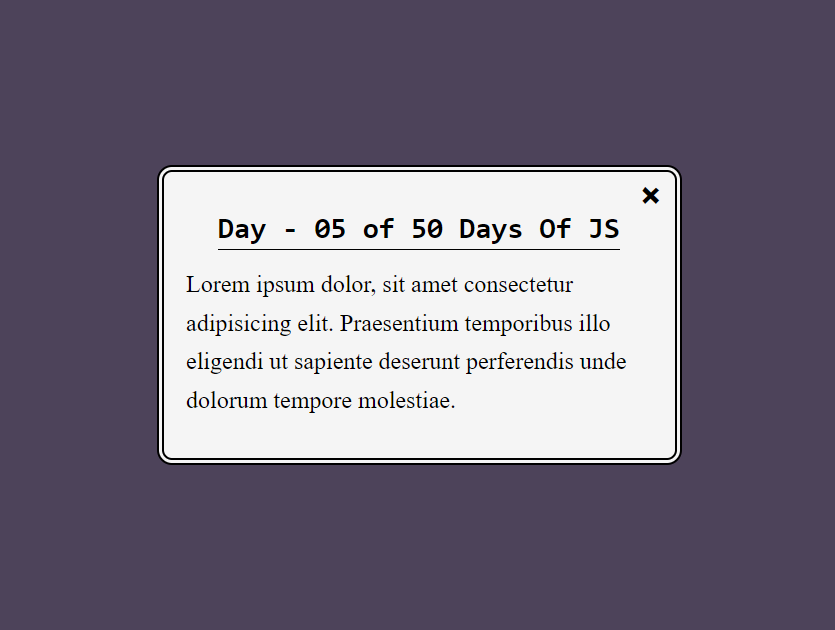 Day - 05 of 50 Days Of JS
Lorem ipsum dolor, sit amet consectetur
adipisicing elit. Praesentium temporibus illo
eligendi ut sapiente deserunt perferendis unde
dolorum tempore molestiae.